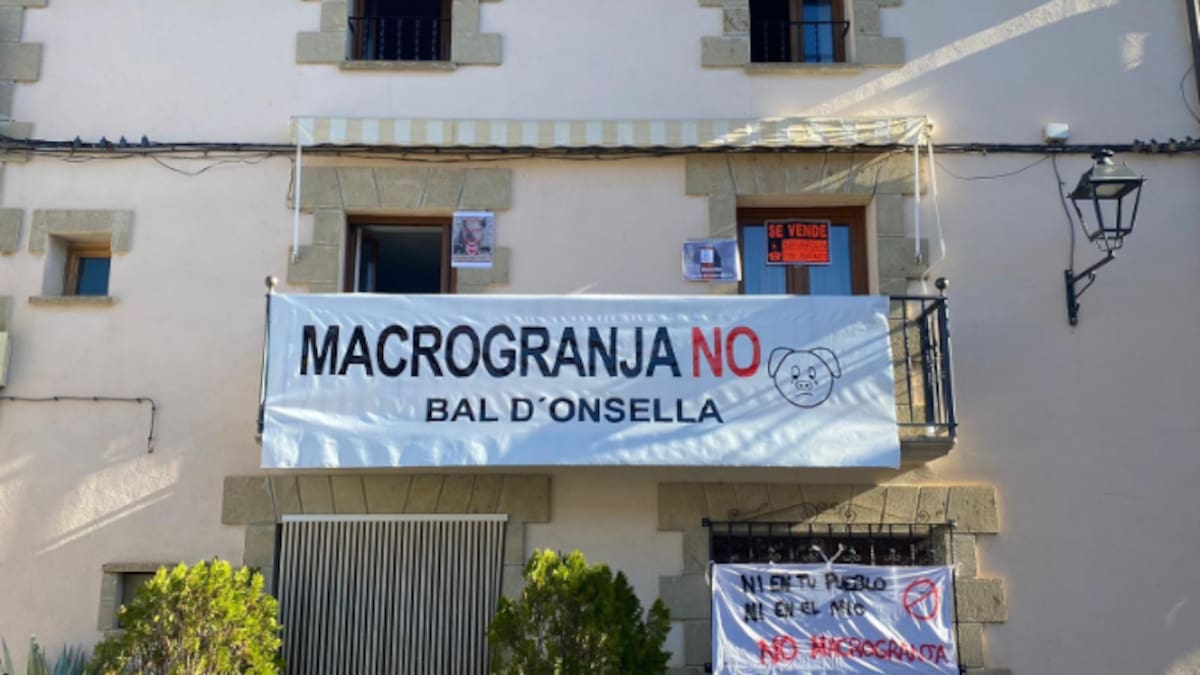 SE VENDE
MACROGRANJA NO
BAL D´ONSELLA
NI EN TU PUEBLO
NI EN EL MIO
NO MACROGRANJA